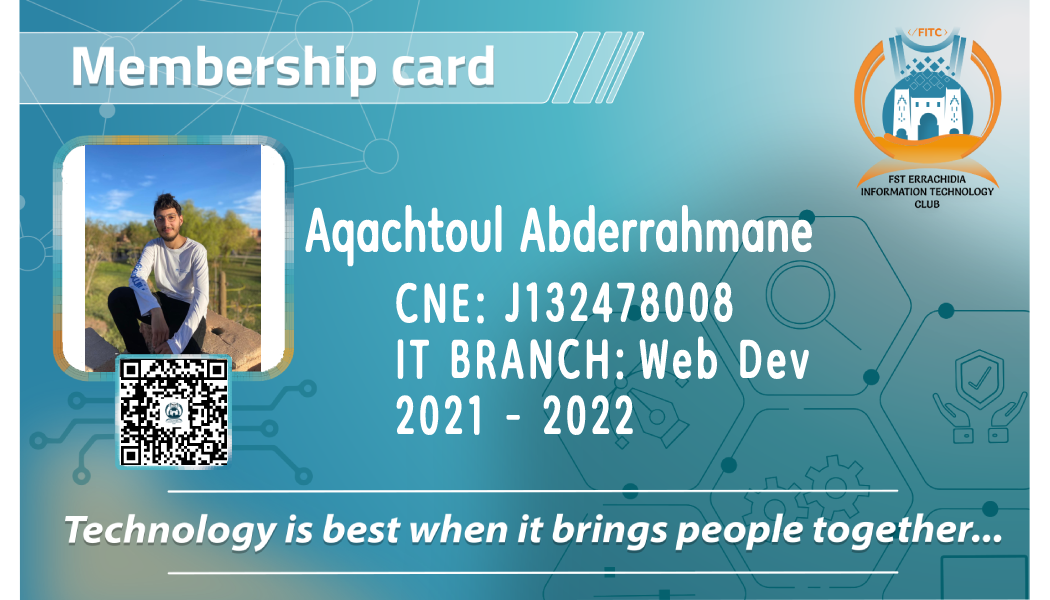 Membership card
</FITC>
FST ERRACHIDIA
INFORMATION TECHNOLOGY
CLUB
Aqachtoul Abderrahmane
CNE: J132478008
IT BRANCH: Web Dev
2021 - 2022
Technology is best when it brings people together...